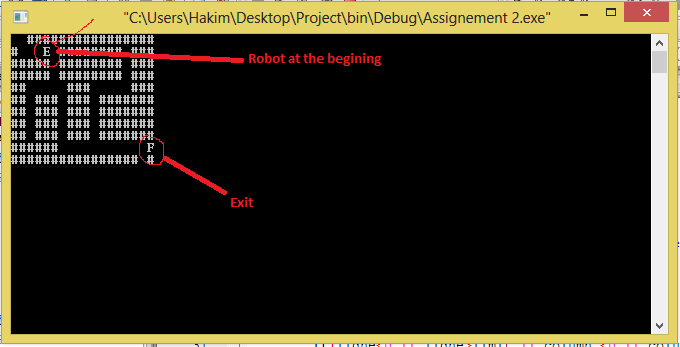 "C:\Users\Hakim\Desktop\Project\bin\Debug\Assignement 2.exe"
  ################
#   E ######## ###
##### ######## ###
##### ######## ###
##     ###     ###
## ### ### #######
## ### ### #######
## ### ### #######
## ### ### #######
######           F
################ #
Robot at the begining
Exit